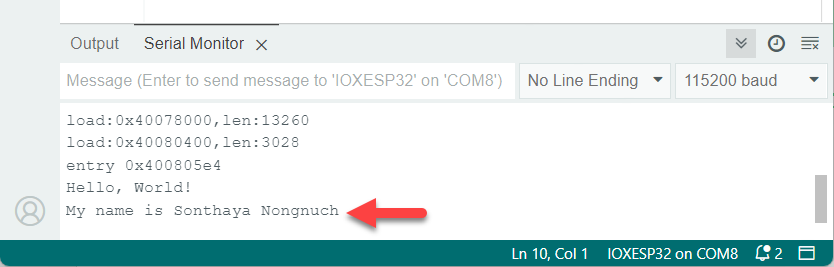 Output Serial Monitor
Message (Enter to send message to 'IOXESP32' on 'COM8') No Line Ending 115200 baud
load:0x40078000,len:13260
load:0x40080400,len:3028
entry 0x400805e4
Hello, World!
My name is Sonthaya Nongnuch
Ln 10, Col 1 IOXESP32 on COM8 2